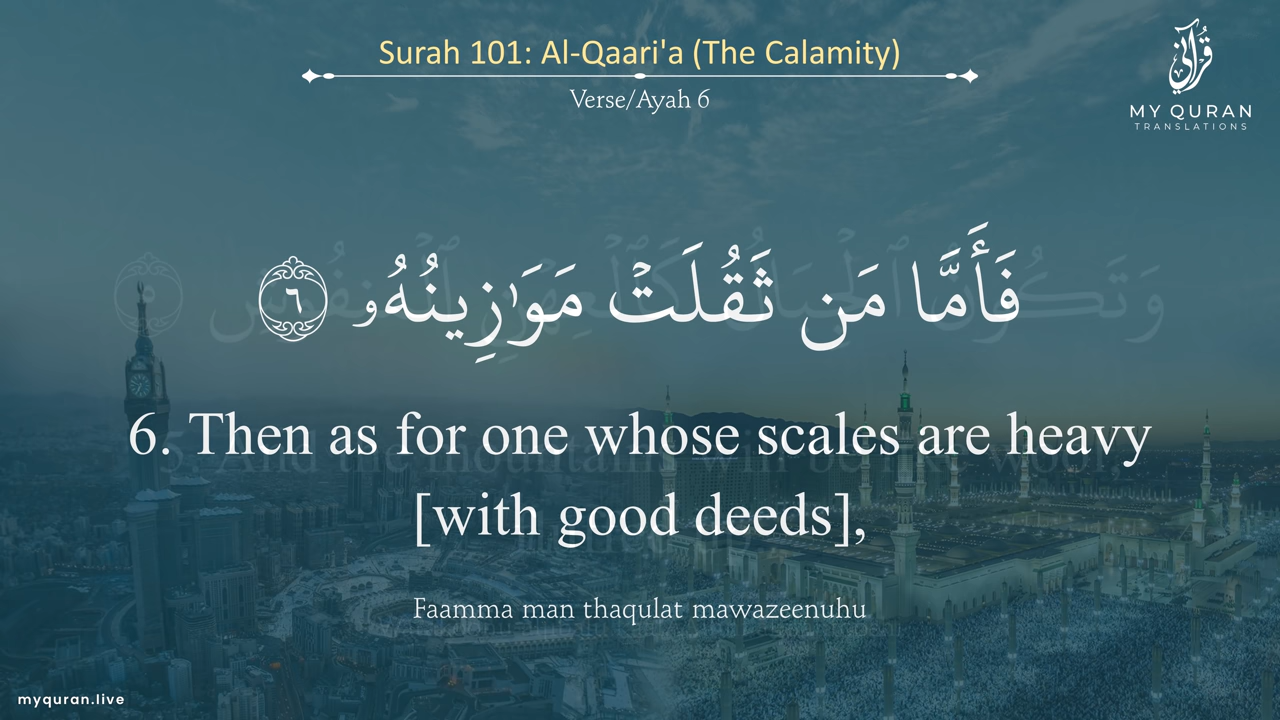 Surah 101: Al-Qaari'a (The Calamity)
Verse/Ayah 6
قرآني
MY QURAN
TRANSLATIONS
فَأَمَّا مَن ثَقُلَتْ مَوَٰزِينُهُۥ ٦
6. Then as for one whose scales are heavy
[with good deeds],
Faamma man thaqulat mawazeenuhu
myquran.live